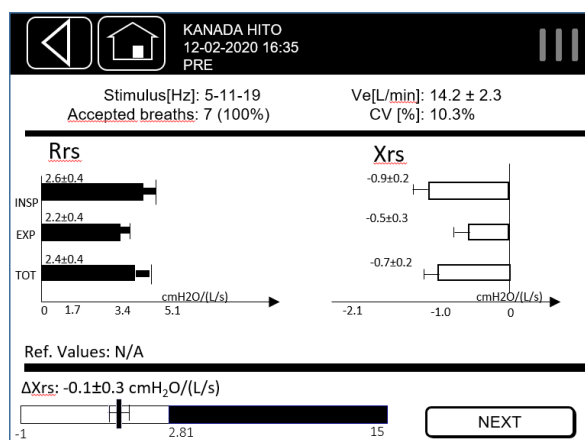 KANADA HITO
12-02-2020 16:35
PRE
Stimulus[Hz]: 5-11-19 Ve[L/min]: 14.2 ± 2.3
Accepted breaths: 7 (100%) CV [%]: 10.3%
Rrs Xrs
2.6±0.4 -0.9±0.2
INSP
2.2±0.4 -0.5±0.3
EXP
2.4±0.4 -0.7±0.2
TOT
cmH2O/(L/s) cmH2O/(L/s)
0 1.7 3.4 5.1 -2.1 -1.0 0
Ref. Values: N/A
ΔXrs: -0.1±0.3 cmH₂O/(L/s)
-1 2.81 15
NEXT